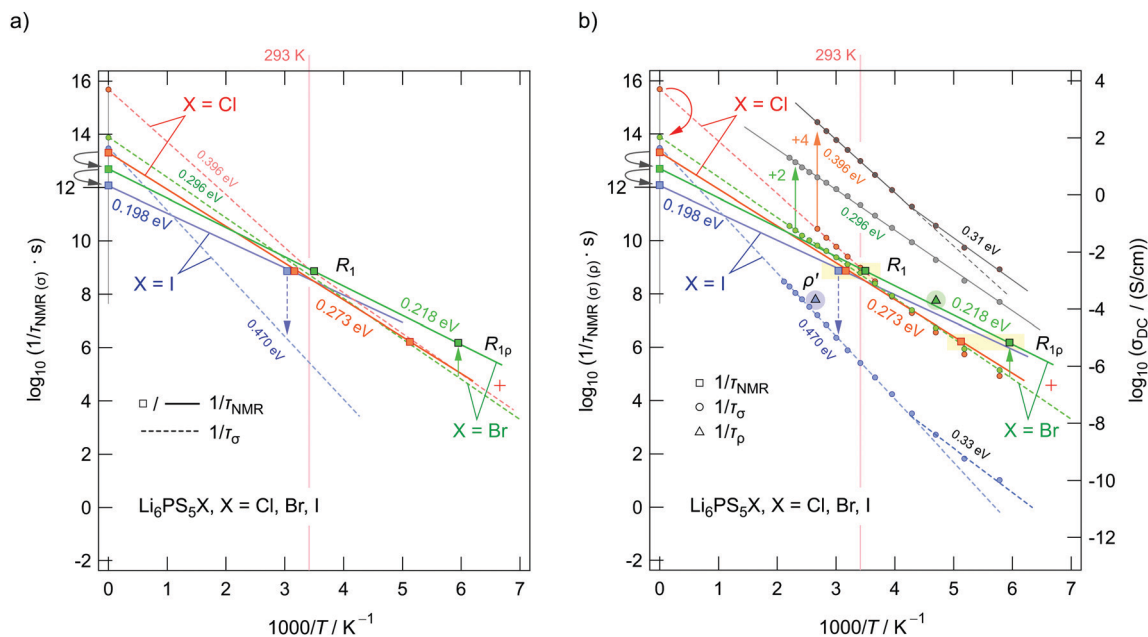 a)
293 K
16
14
12
10
8
6
4
2
0
-2
log₁₀ (1/τNMR (σ) · s)
X = Cl
0.396 eV
0.296 eV
0.198 eV
X = I
R₁
0.218 eV
0.273 eV
0.470 eV
R₁ρ
+
X = Br
□ / — 1/τNMR
---- 1/τσ
Li₆PS₅X, X = Cl, Br, I
0 1 2 3 4 5 6 7
1000/T / K⁻¹
b)
293 K
16
14
12
10
8
6
4
2
0
-2
log₁₀ (1/τNMR (ρ) · s)
X = Cl
+4
+2
0.396 eV
0.296 eV
0.31 eV
0.198 eV
X = I
R₁
ρ'
0.218 eV
0.273 eV
0.470 eV
R₁ρ
+
X = Br
0.33 eV
□ 1/τNMR
○ 1/τσ
△ 1/τρ
Li₆PS₅X, X = Cl, Br, I
4
2
0
-2
-4
-6
-8
-10
-12
log₁₀ (σDC / (S/cm))
0 1 2 3 4 5 6 7
1000/T / K⁻¹